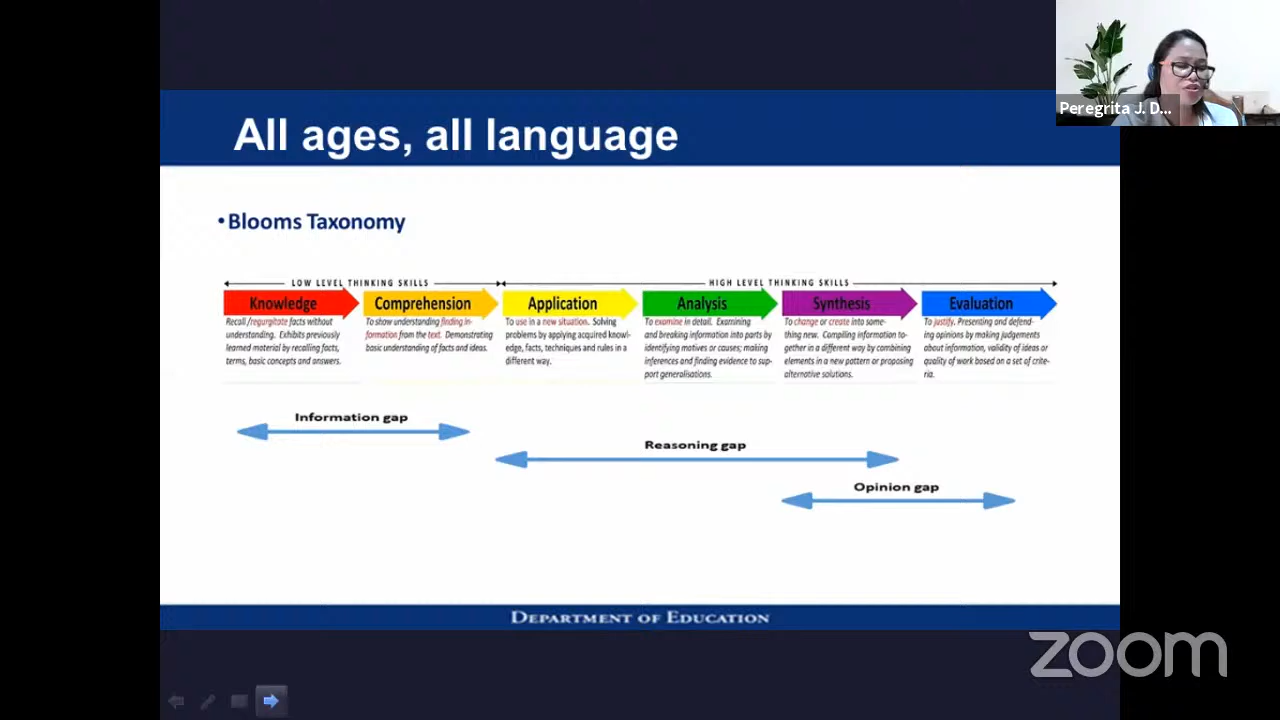 Peregrita J. D...
All ages, all language
• Blooms Taxonomy
LOW LEVEL THINKING SKILLS
HIGH LEVEL THINKING SKILLS
Knowledge
Recall /regurgitate facts without
understanding. Exhibits previously
learned material by recalling facts,
terms, basic concepts and answers.
Comprehension
To show understanding finding in-
formation from the text. Demonstrating
basic understanding of facts and ideas.
Application
To use in a new situation. Solving
problems by applying acquired knowl-
edge, facts, techniques and rules in a
different way.
Analysis
To examine in detail. Examining
and breaking information into parts by
identifying motives or causes; making
inferences and finding evidence to sup-
port generalisations.
Synthesis
To change or create into some-
thing new. Compiling information to-
gether in a different way by combining
elements in a new pattern or proposing
alternative solutions.
Evaluation
To justify. Presenting and defend-
ing opinions by making judgements
about information, validity of ideas or
quality of work based on a set of crite-
ria.
Information gap
Reasoning gap
Opinion gap
DEPARTMENT OF EDUCATION
zoom